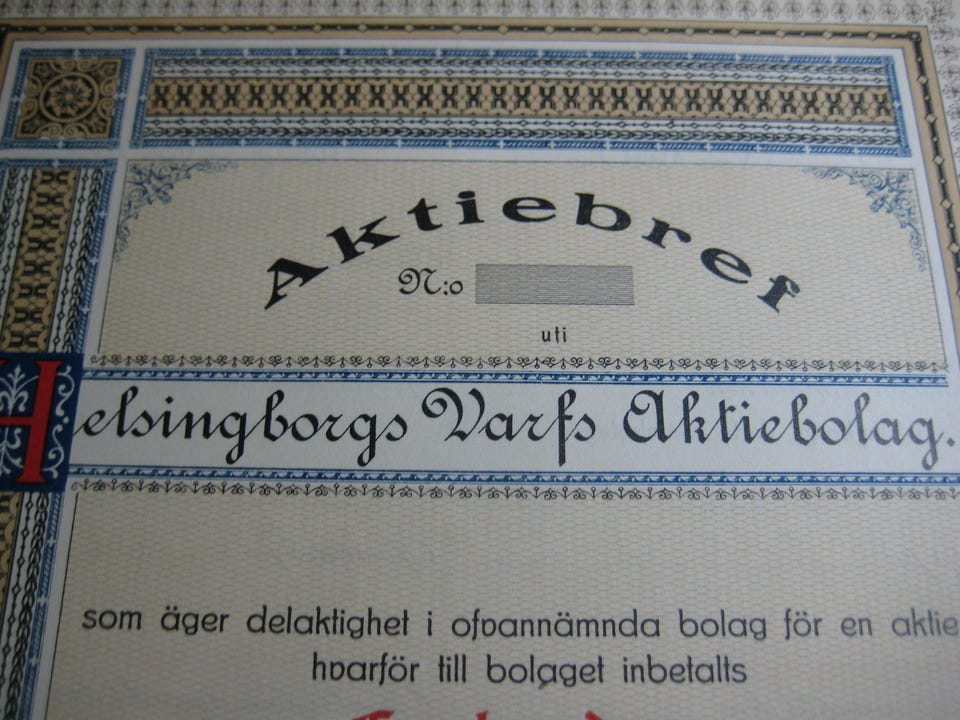 Aktiebref
N:o
uti
Helsingborgs Varfs Aktiebolag.
som äger delaktighet i ofvannämnda bolag för en aktie
hvarför till bolaget inbetalts